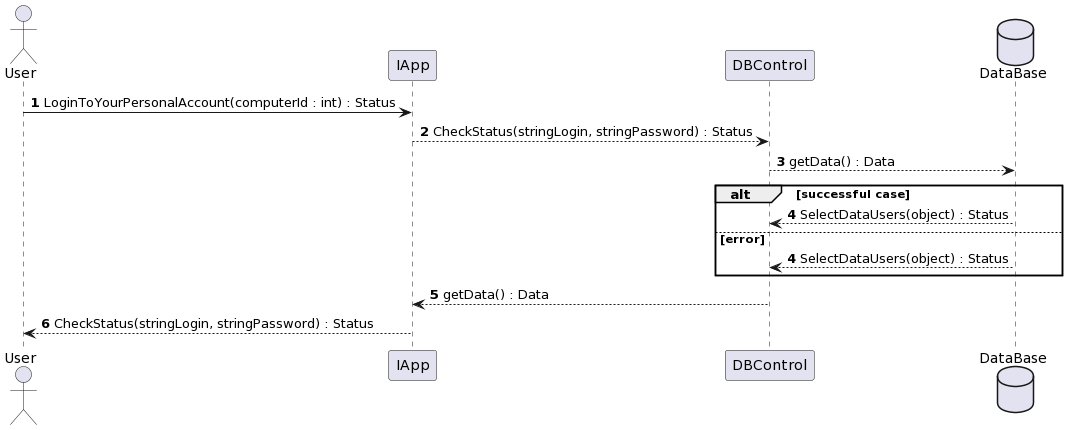 User
IApp
DBControl
DataBase
1 LoginToYourPersonalAccount(computerId : int) : Status
2 CheckStatus(stringLogin, stringPassword) : Status
3 getData() : Data
alt [successful case]
4 SelectDataUsers(object) : Status
[error]
4 SelectDataUsers(object) : Status
5 getData() : Data
6 CheckStatus(stringLogin, stringPassword) : Status
User
IApp
DBControl
DataBase